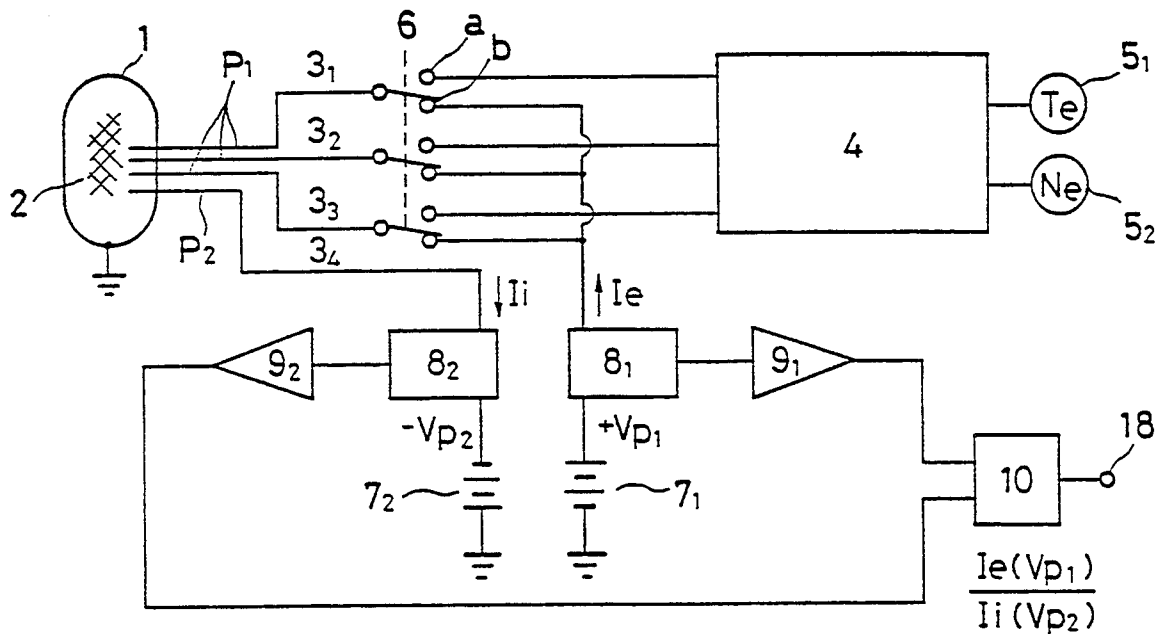 1
P₁
3₁
6
a
b
5₁
Te
3₂
4
2
3₃
Ne
5₂
P₂
3₄
Ii
Ie
9₂
8₂
8₁
9₁
-Vp₂
+Vp₁
18
7₂
7₁
10
Ie(Vp₁)
Ii(Vp₂)